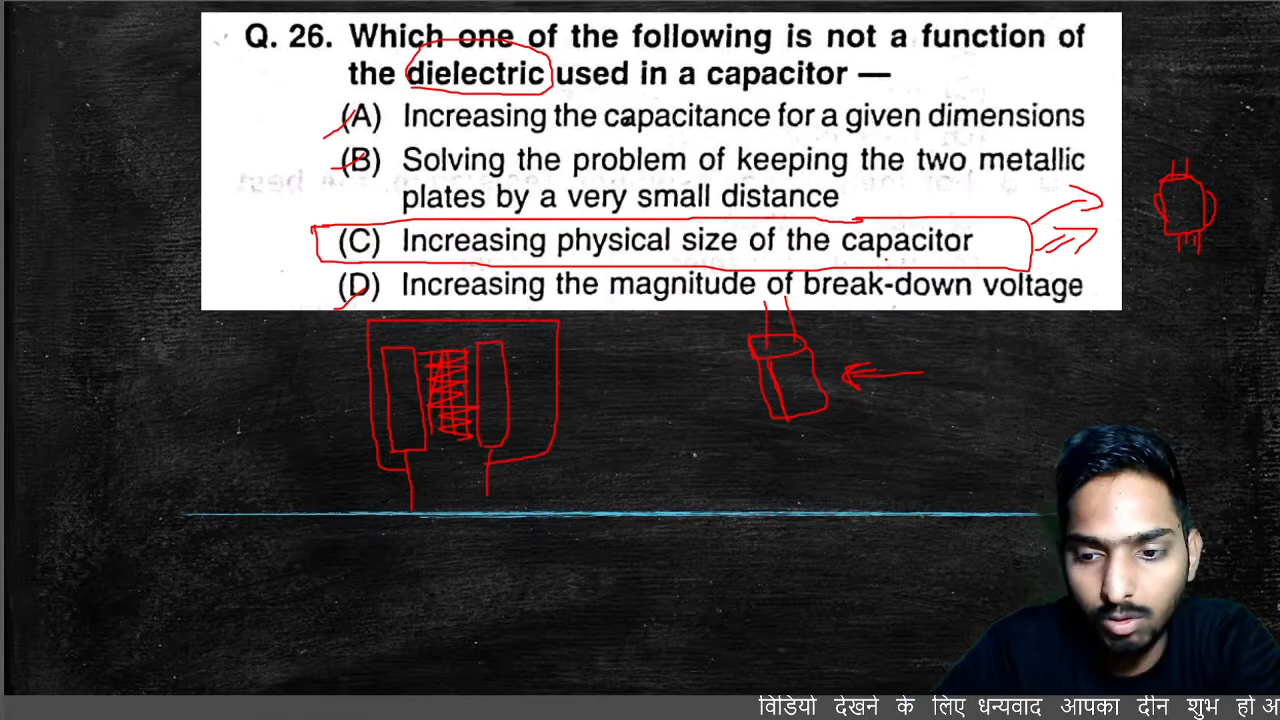 Q. 26. Which one of the following is not a function of
the dielectric used in a capacitor —
(A) Increasing the capacitance for a given dimensions
(B) Solving the problem of keeping the two metallic
plates by a very small distance
(C) Increasing physical size of the capacitor
(D) Increasing the magnitude of break-down voltage
विडियो देखने के लिए धन्यवाद आपका दीन शुभ हो